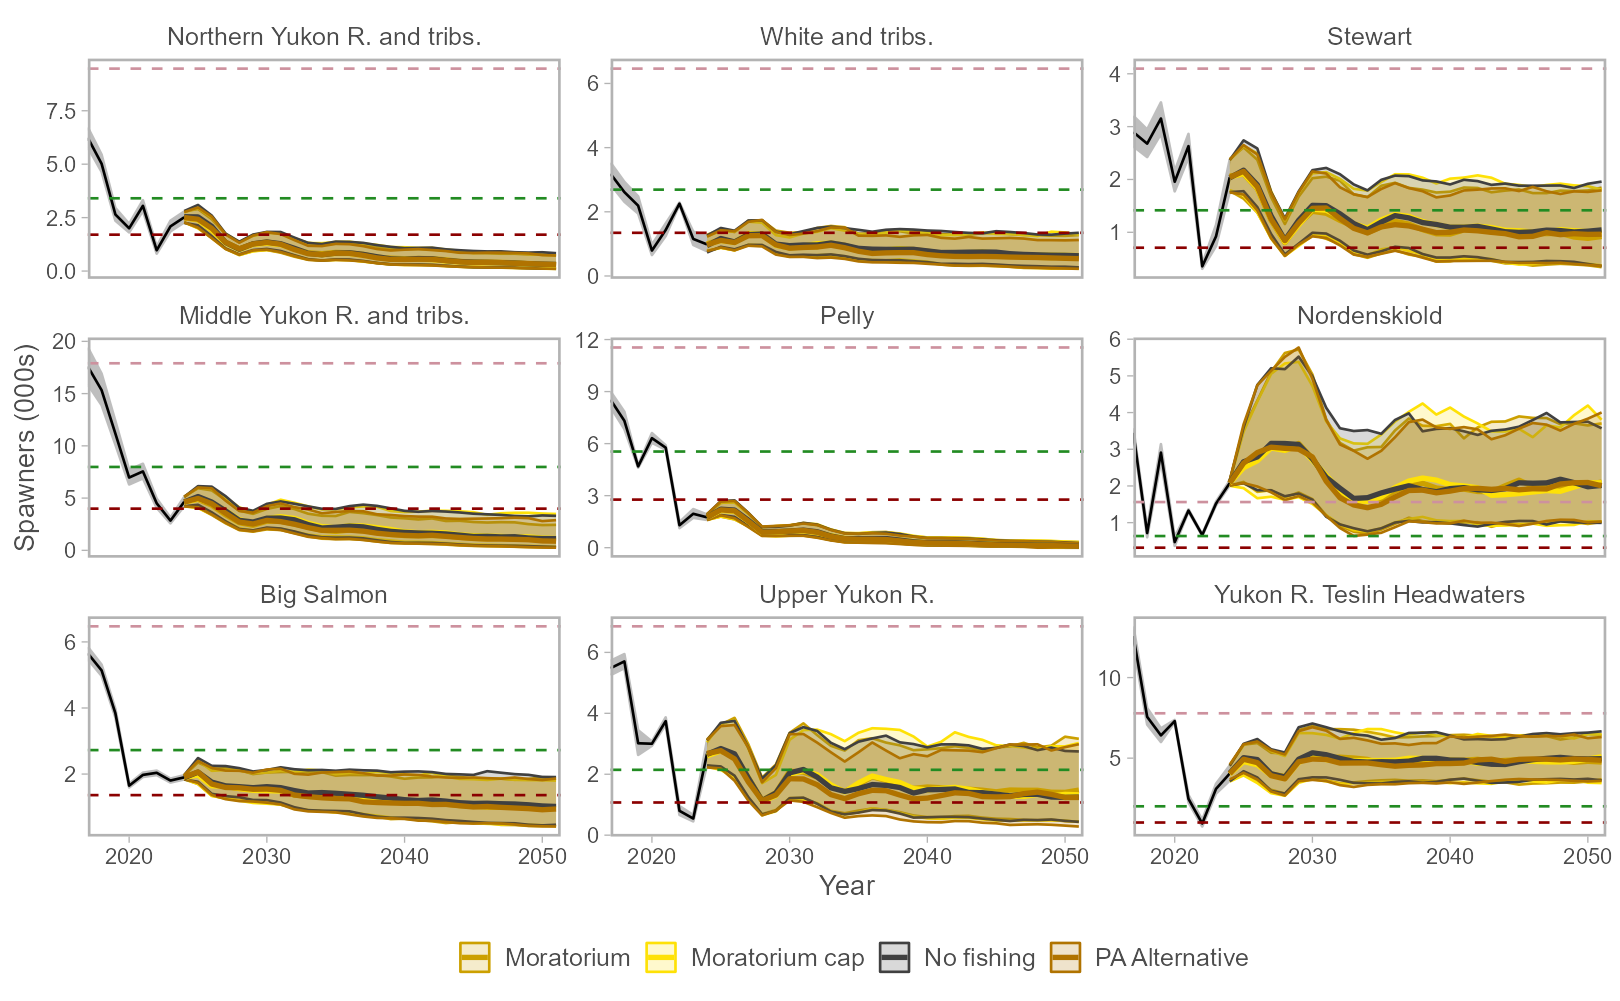 Northern Yukon R. and tribs.
White and tribs.
Stewart
7.5
5.0
2.5
0.0
6
4
2
0
4
3
2
1
Middle Yukon R. and tribs.
Pelly
Nordenskiold
20
15
10
5
0
12
9
6
3
0
6
5
4
3
2
1
Spawners (000s)
Big Salmon
Upper Yukon R.
Yukon R. Teslin Headwaters
6
4
2
6
4
2
0
10
5
2020 2030 2040 2050
2020 2030 2040 2050
2020 2030 2040 2050
Year
Moratorium Moratorium cap No fishing PA Alternative